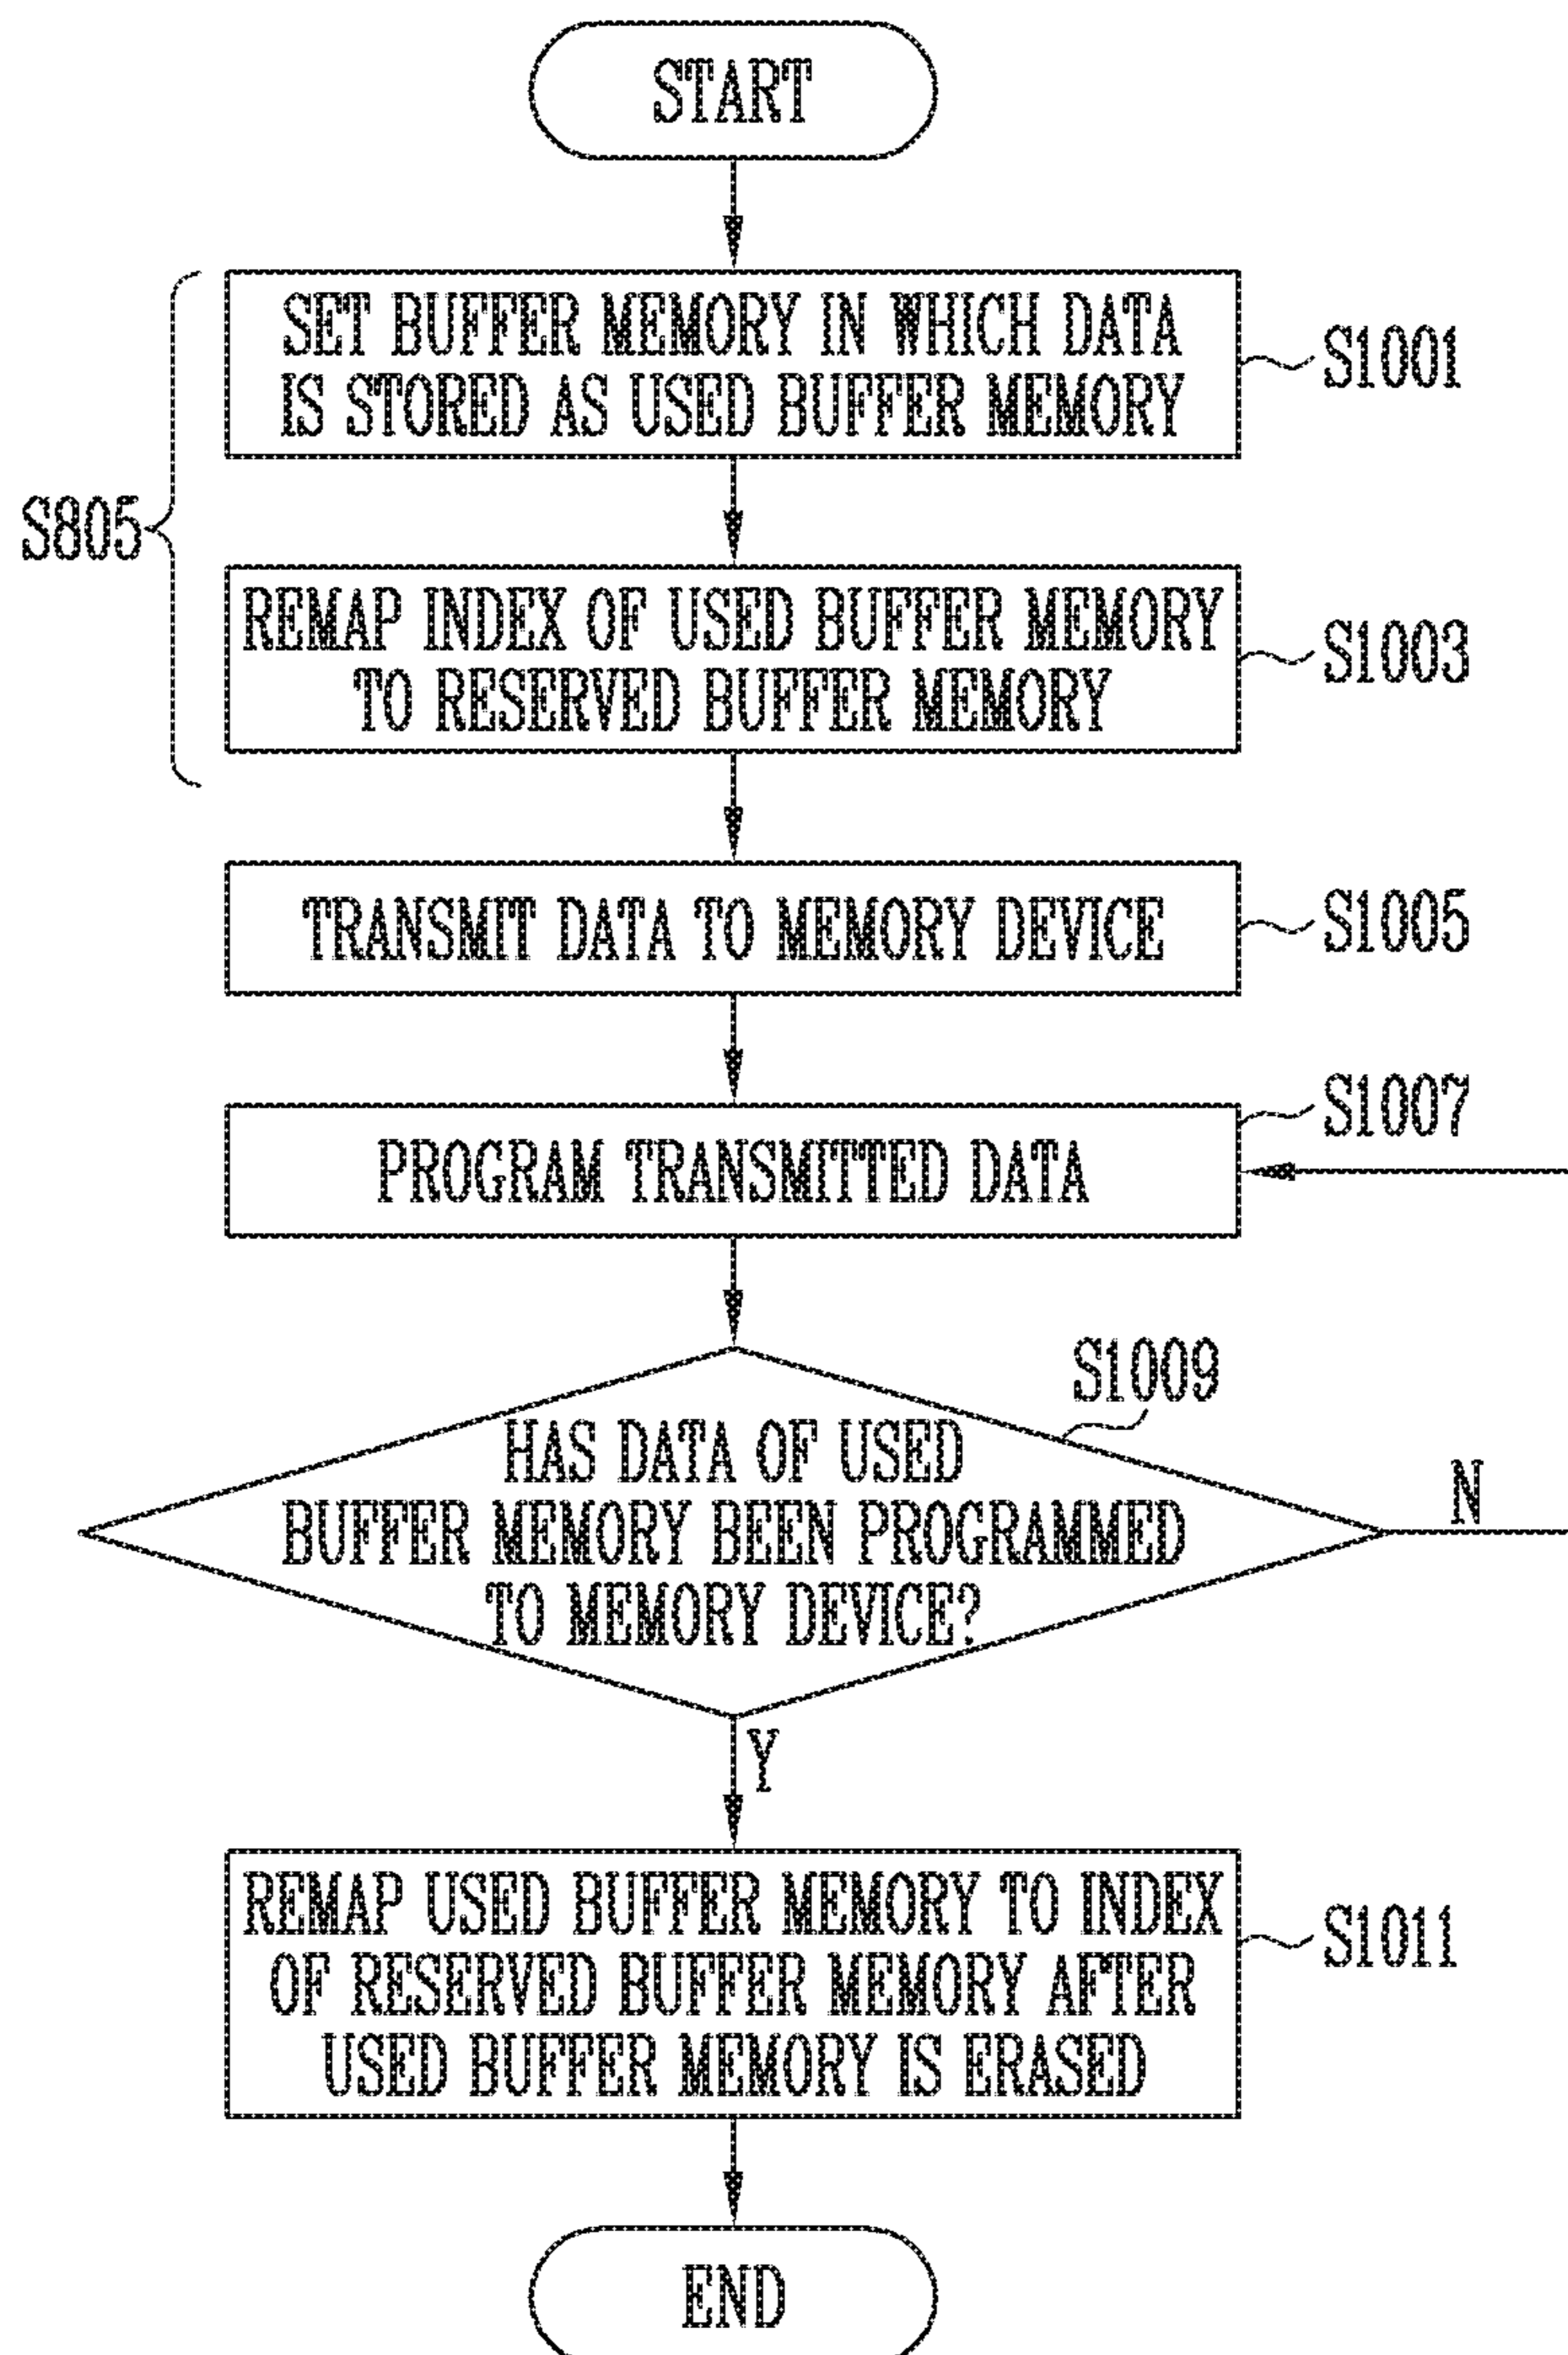 START
SET BUFFER MEMORY IN WHICH DATA
IS STORED AS USED BUFFER MEMORY
S1001
S805
REMAP INDEX OF USED BUFFER MEMORY
TO RESERVED BUFFER MEMORY
S1003
TRANSMIT DATA TO MEMORY DEVICE
S1005
PROGRAM TRANSMITTED DATA
S1007
S1009
HAS DATA OF USED
BUFFER MEMORY BEEN PROGRAMMED
TO MEMORY DEVICE?
N
Y
REMAP USED BUFFER MEMORY TO INDEX
OF RESERVED BUFFER MEMORY AFTER
USED BUFFER MEMORY IS ERASED
S1011
END